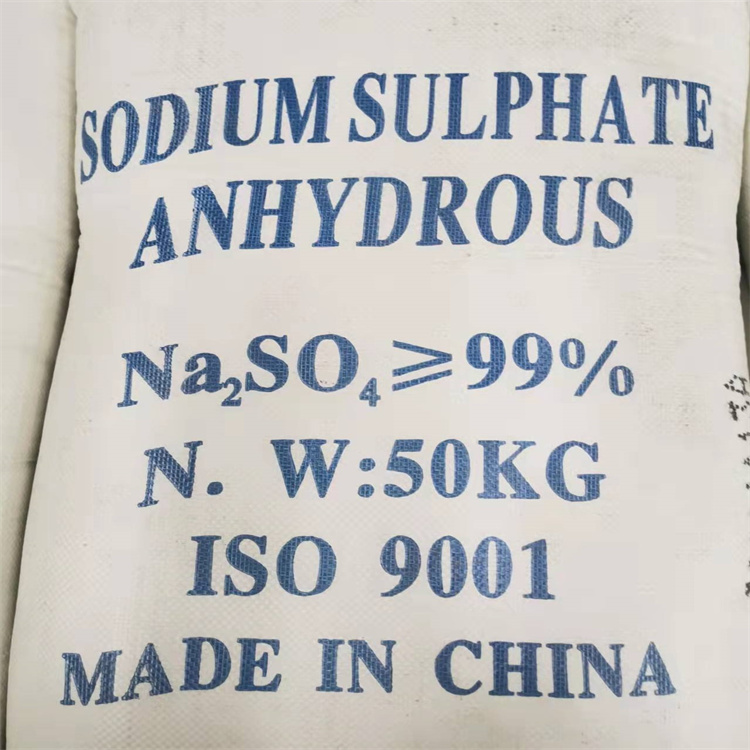 SODIUM SULPHATE
ANHYDROUS
Na₂SO₄≥99%
N. W:50KG
ISO 9001
MADE IN CHINA